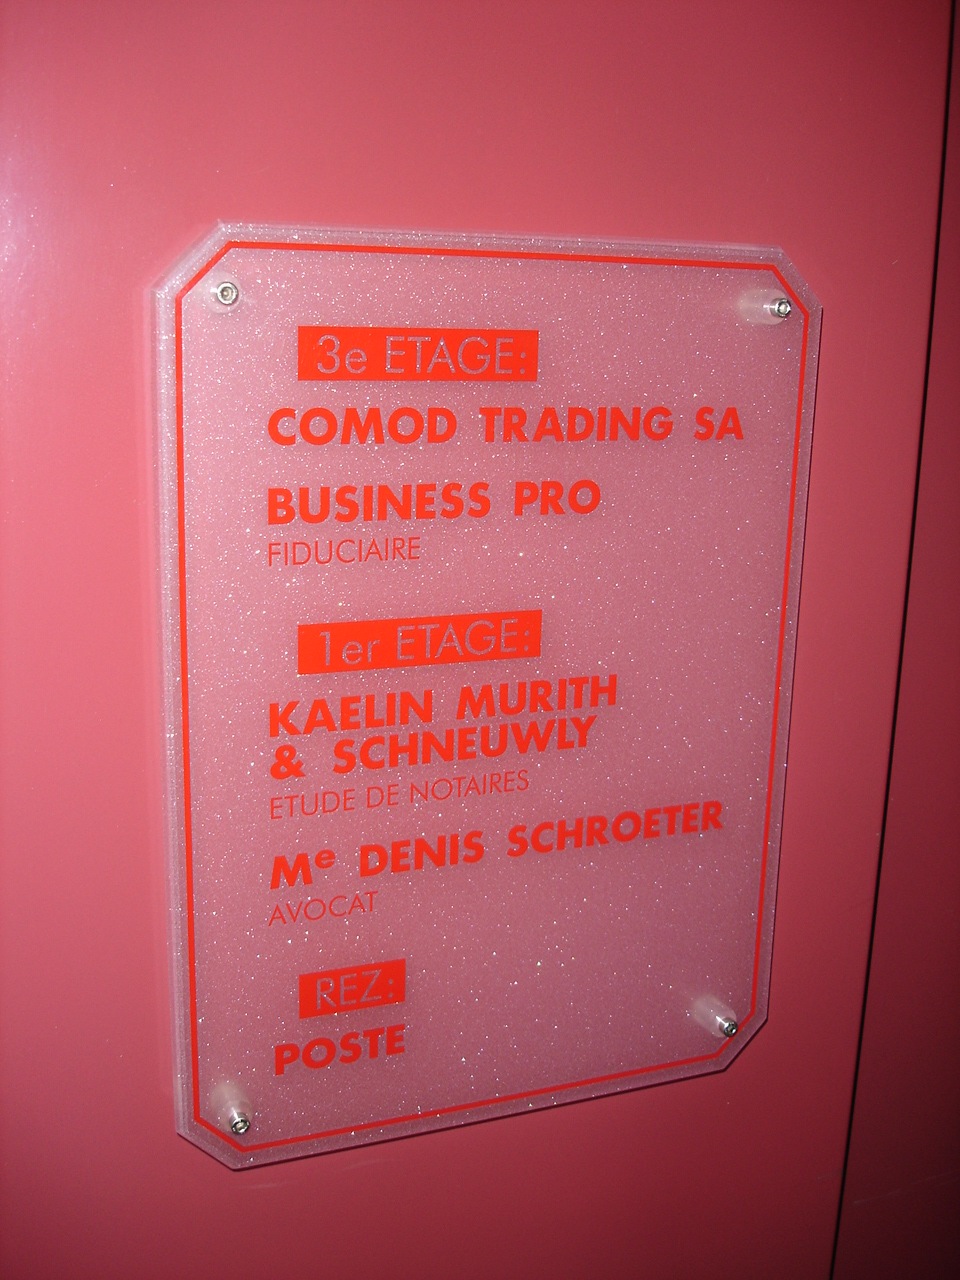 3e ETAGE:
COMOD TRADING SA
BUSINESS PRO
FIDUCIAIRE
1er ETAGE:
KAELIN MURITH
& SCHNEUWLY
ETUDE DE NOTAIRES
Me DENIS SCHROETER
AVOCAT
REZ:
POSTE